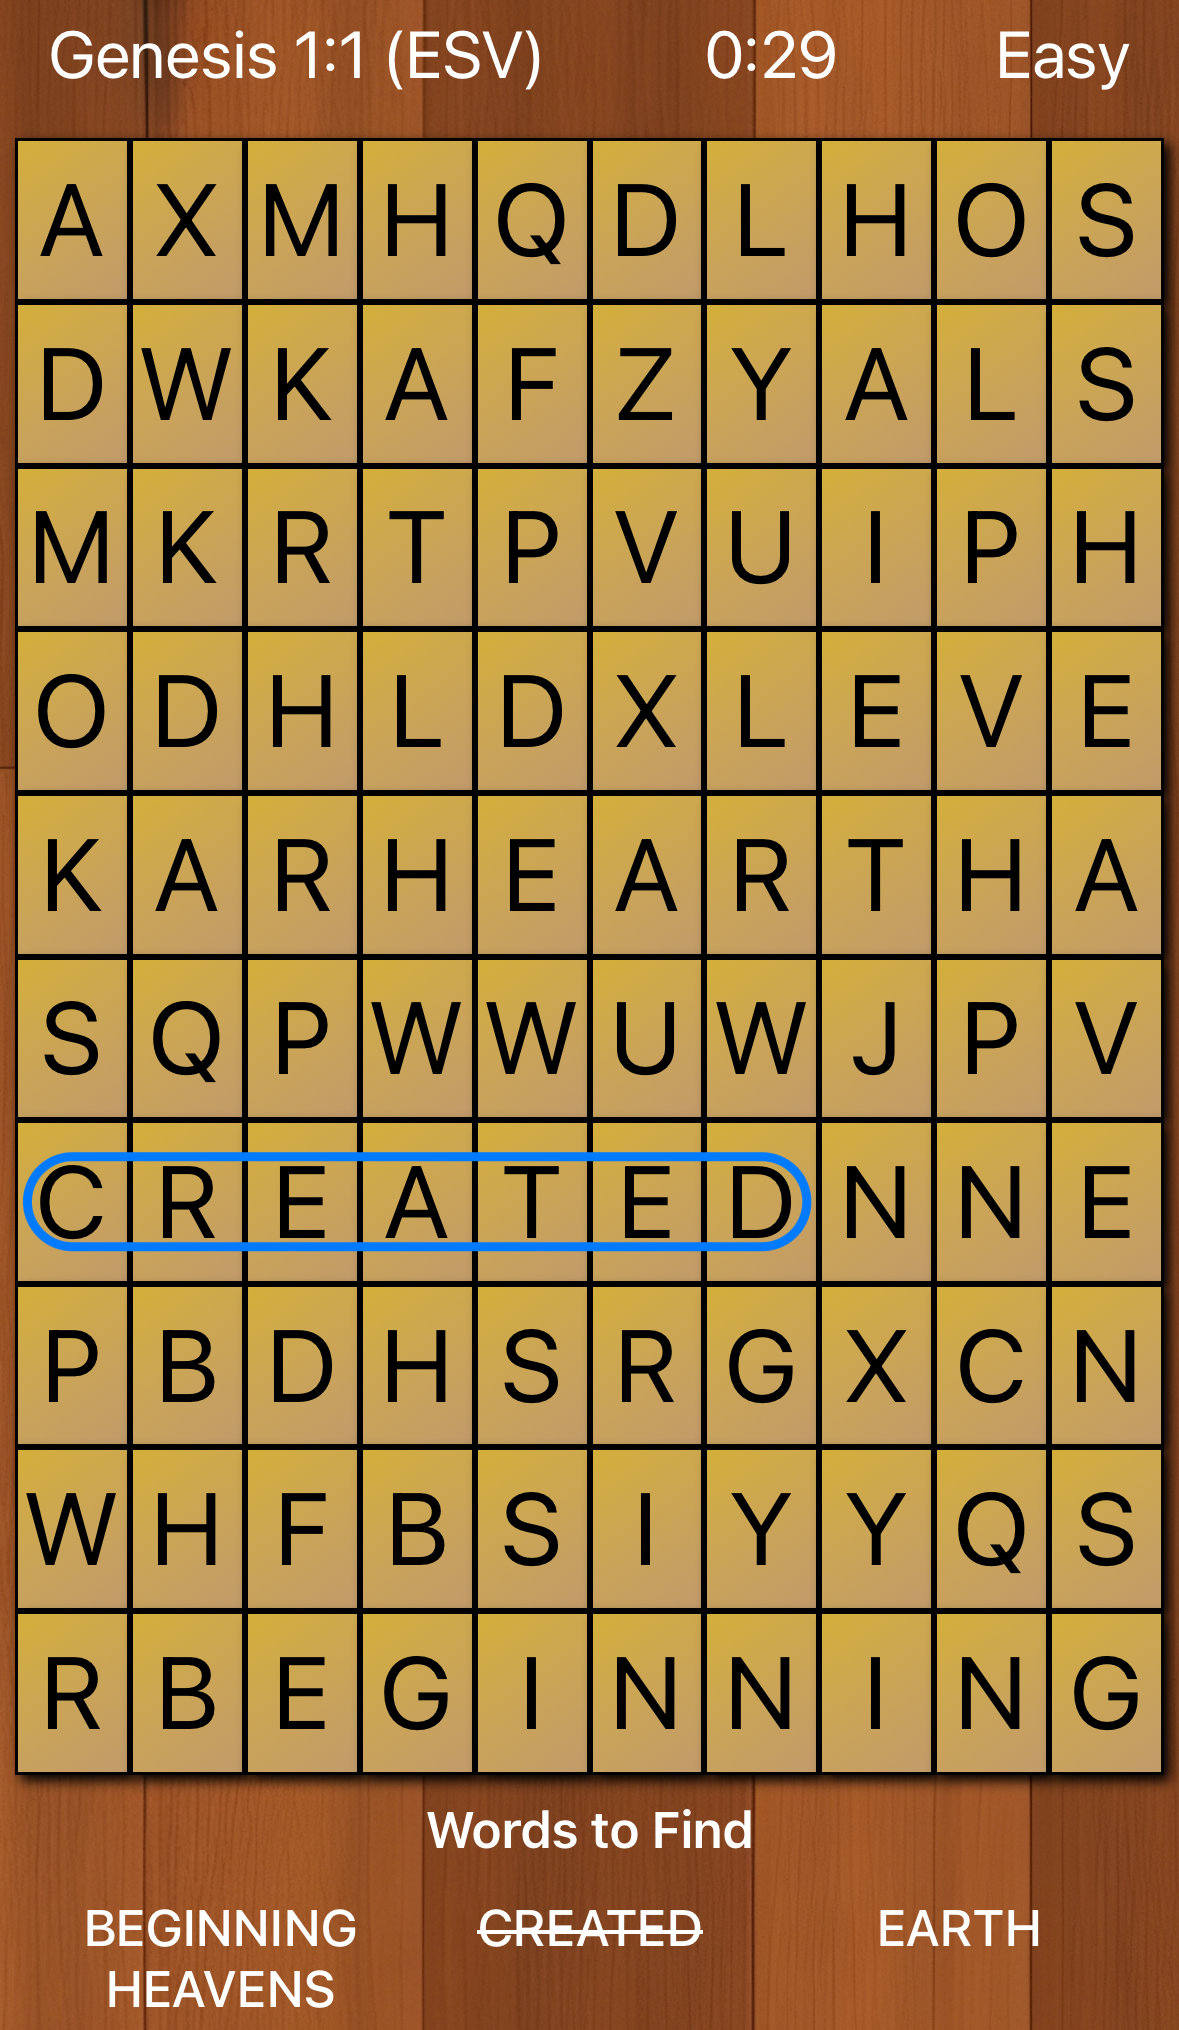 Genesis 1:1 (ESV) 0:29 Easy
A X M H Q D L H O S
D W K A F Z Y A L S
M K R T P V U I P H
O D H L D X L E V E
K A R H E A R T H A
S Q P W W U W J P V
C R E A T E D N N E
P B D H S R G X C N
W H F B S I Y Y Q S
R B E G I N N I N G
Words to Find
BEGINNING CREATED EARTH
HEAVENS